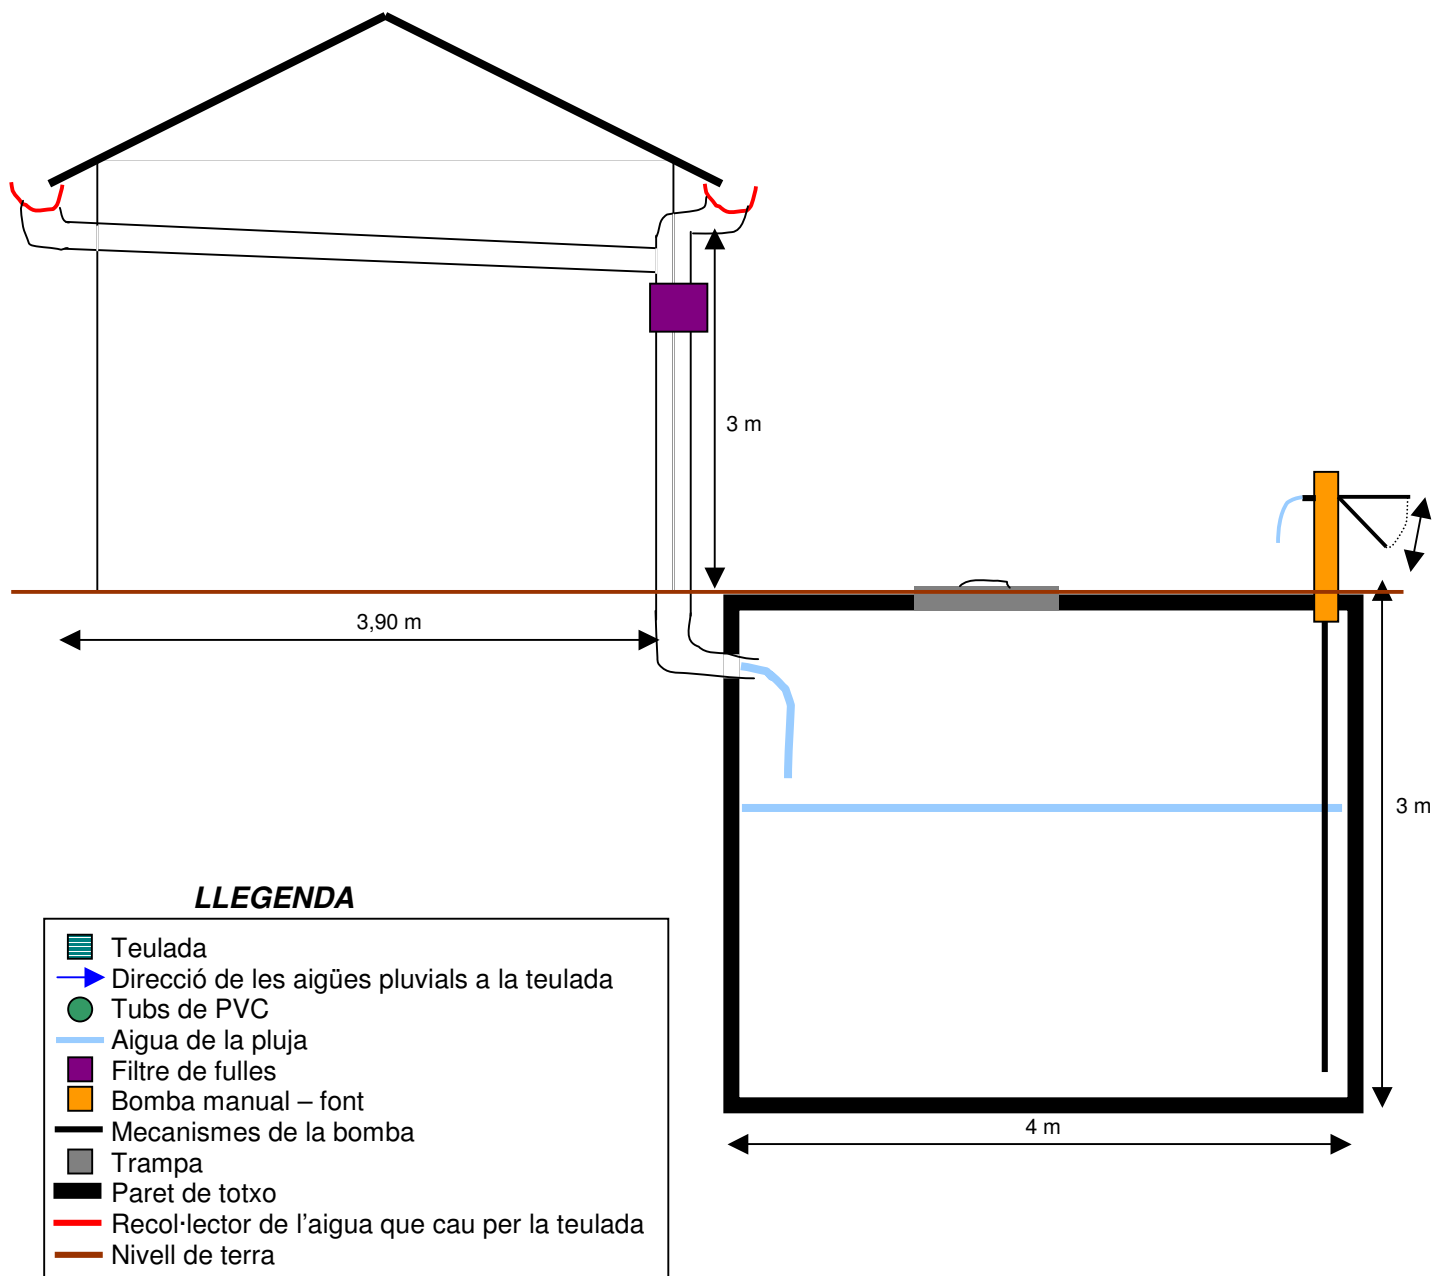 3 m
3,90 m
3 m
4 m
LLEGENDA
Teulada
Direcció de les aigües pluvials a la teulada
Tubs de PVC
Aigua de la pluja
Filtre de fulles
Bomba manual – font
Mecanismes de la bomba
Trampa
Paret de totxo
Recol·lector de l’aigua que cau per la teulada
Nivell de terra